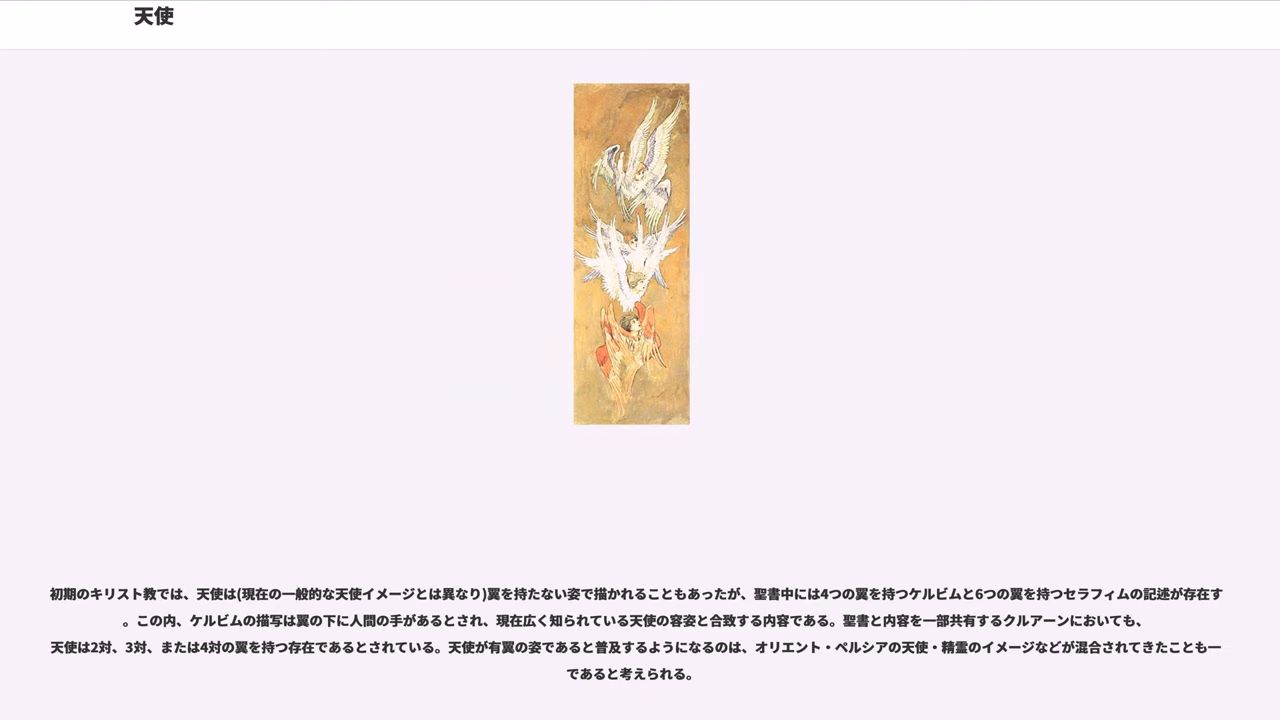 天使
初期のキリスト教では、天使は(現在の一般的な天使イメージとは異なり)翼を持たない姿で描かれることもあったが、聖書中には4つの翼を持つケルビムと6つの翼を持つセラフィムの記述が存在す
。この内、ケルビムの描写は翼の下に人間の手があるとされ、現在広く知られている天使の容姿と合致する内容である。聖書と内容を一部共有するクルアーンにおいても、
天使は2対、3対、または4対の翼を持つ存在であるとされている。天使が有翼の姿であると普及するようになるのは、オリエント・ペルシアの天使・精霊のイメージなどが混合されてきたことも一
であると考えられる。